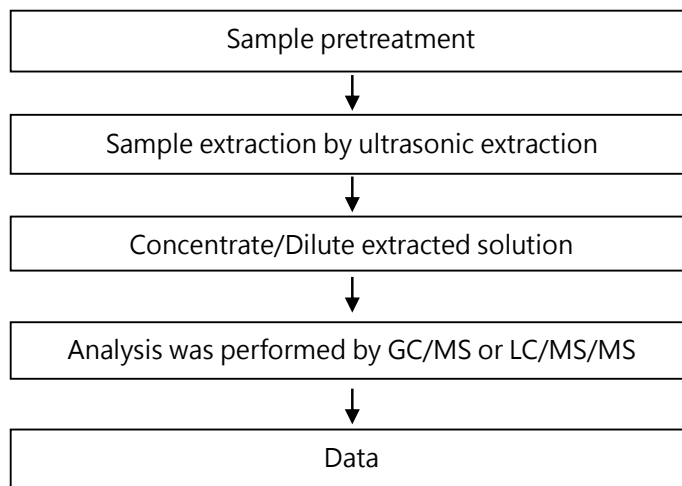 Sample pretreatment
Sample extraction by ultrasonic extraction
Concentrate/Dilute extracted solution
Analysis was performed by GC/MS or LC/MS/MS
Data